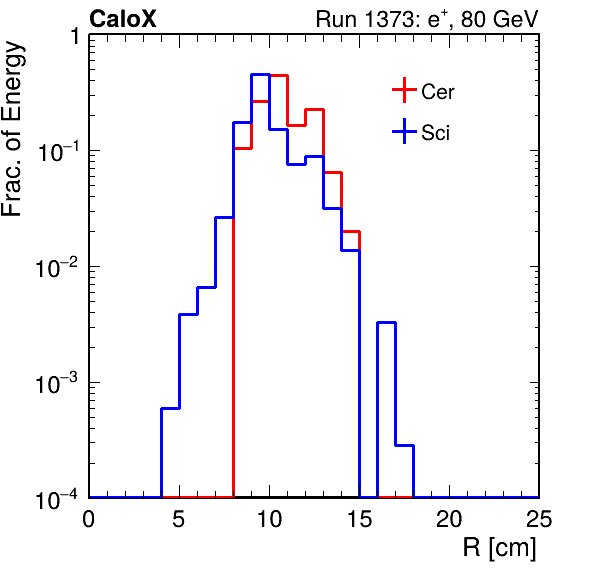 CaloX Run 1373: e⁺, 80 GeV
Frac. of Energy
1
10⁻¹
10⁻²
10⁻³
10⁻⁴
Cer
Sci
0 5 10 15 20 25
R [cm]